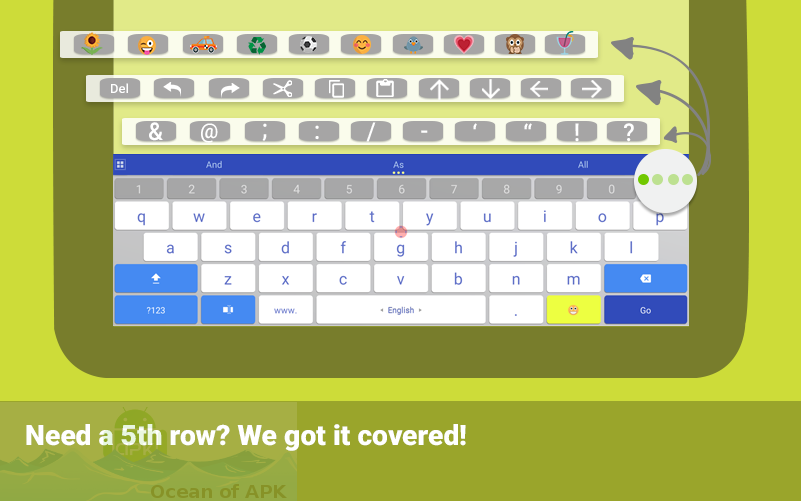 Del
& @ ; : / - ‘ “ ! ?
And As All
1 2 3 4 5 6 7 8 9 0
q w e r t y u i o p
a s d f g h j k l
z x c v b n m
?123 www. English . Go
Need a 5th row? We got it covered!
APK
Ocean of APK